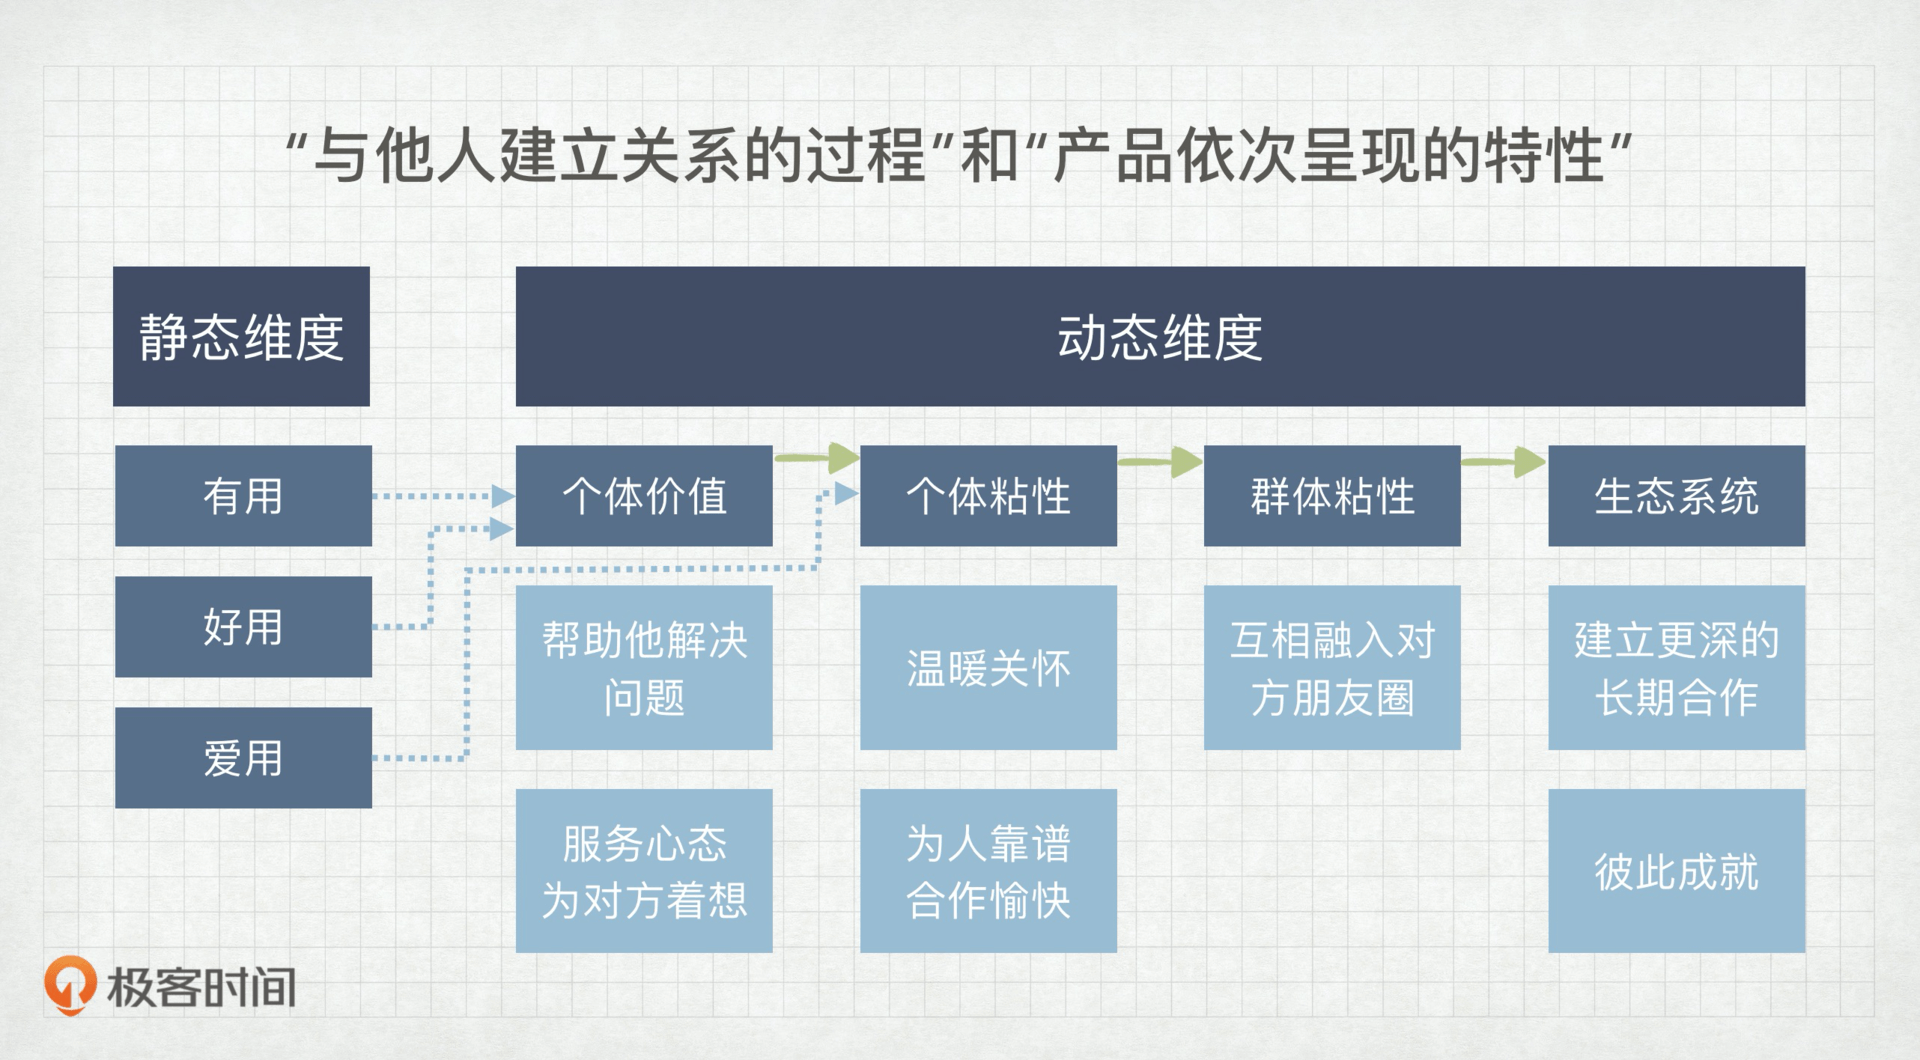 “与他人建立关系的过程”和“产品依次呈现的特性”
静态维度
动态维度
有用
个体价值
个体粘性
群体粘性
生态系统
好用
爱用
帮助他解决
问题
温暖关怀
互相融入对
方朋友圈
建立更深的
长期合作
服务心态
为对方着想
为人靠谱
合作愉快
彼此成就
极客时间